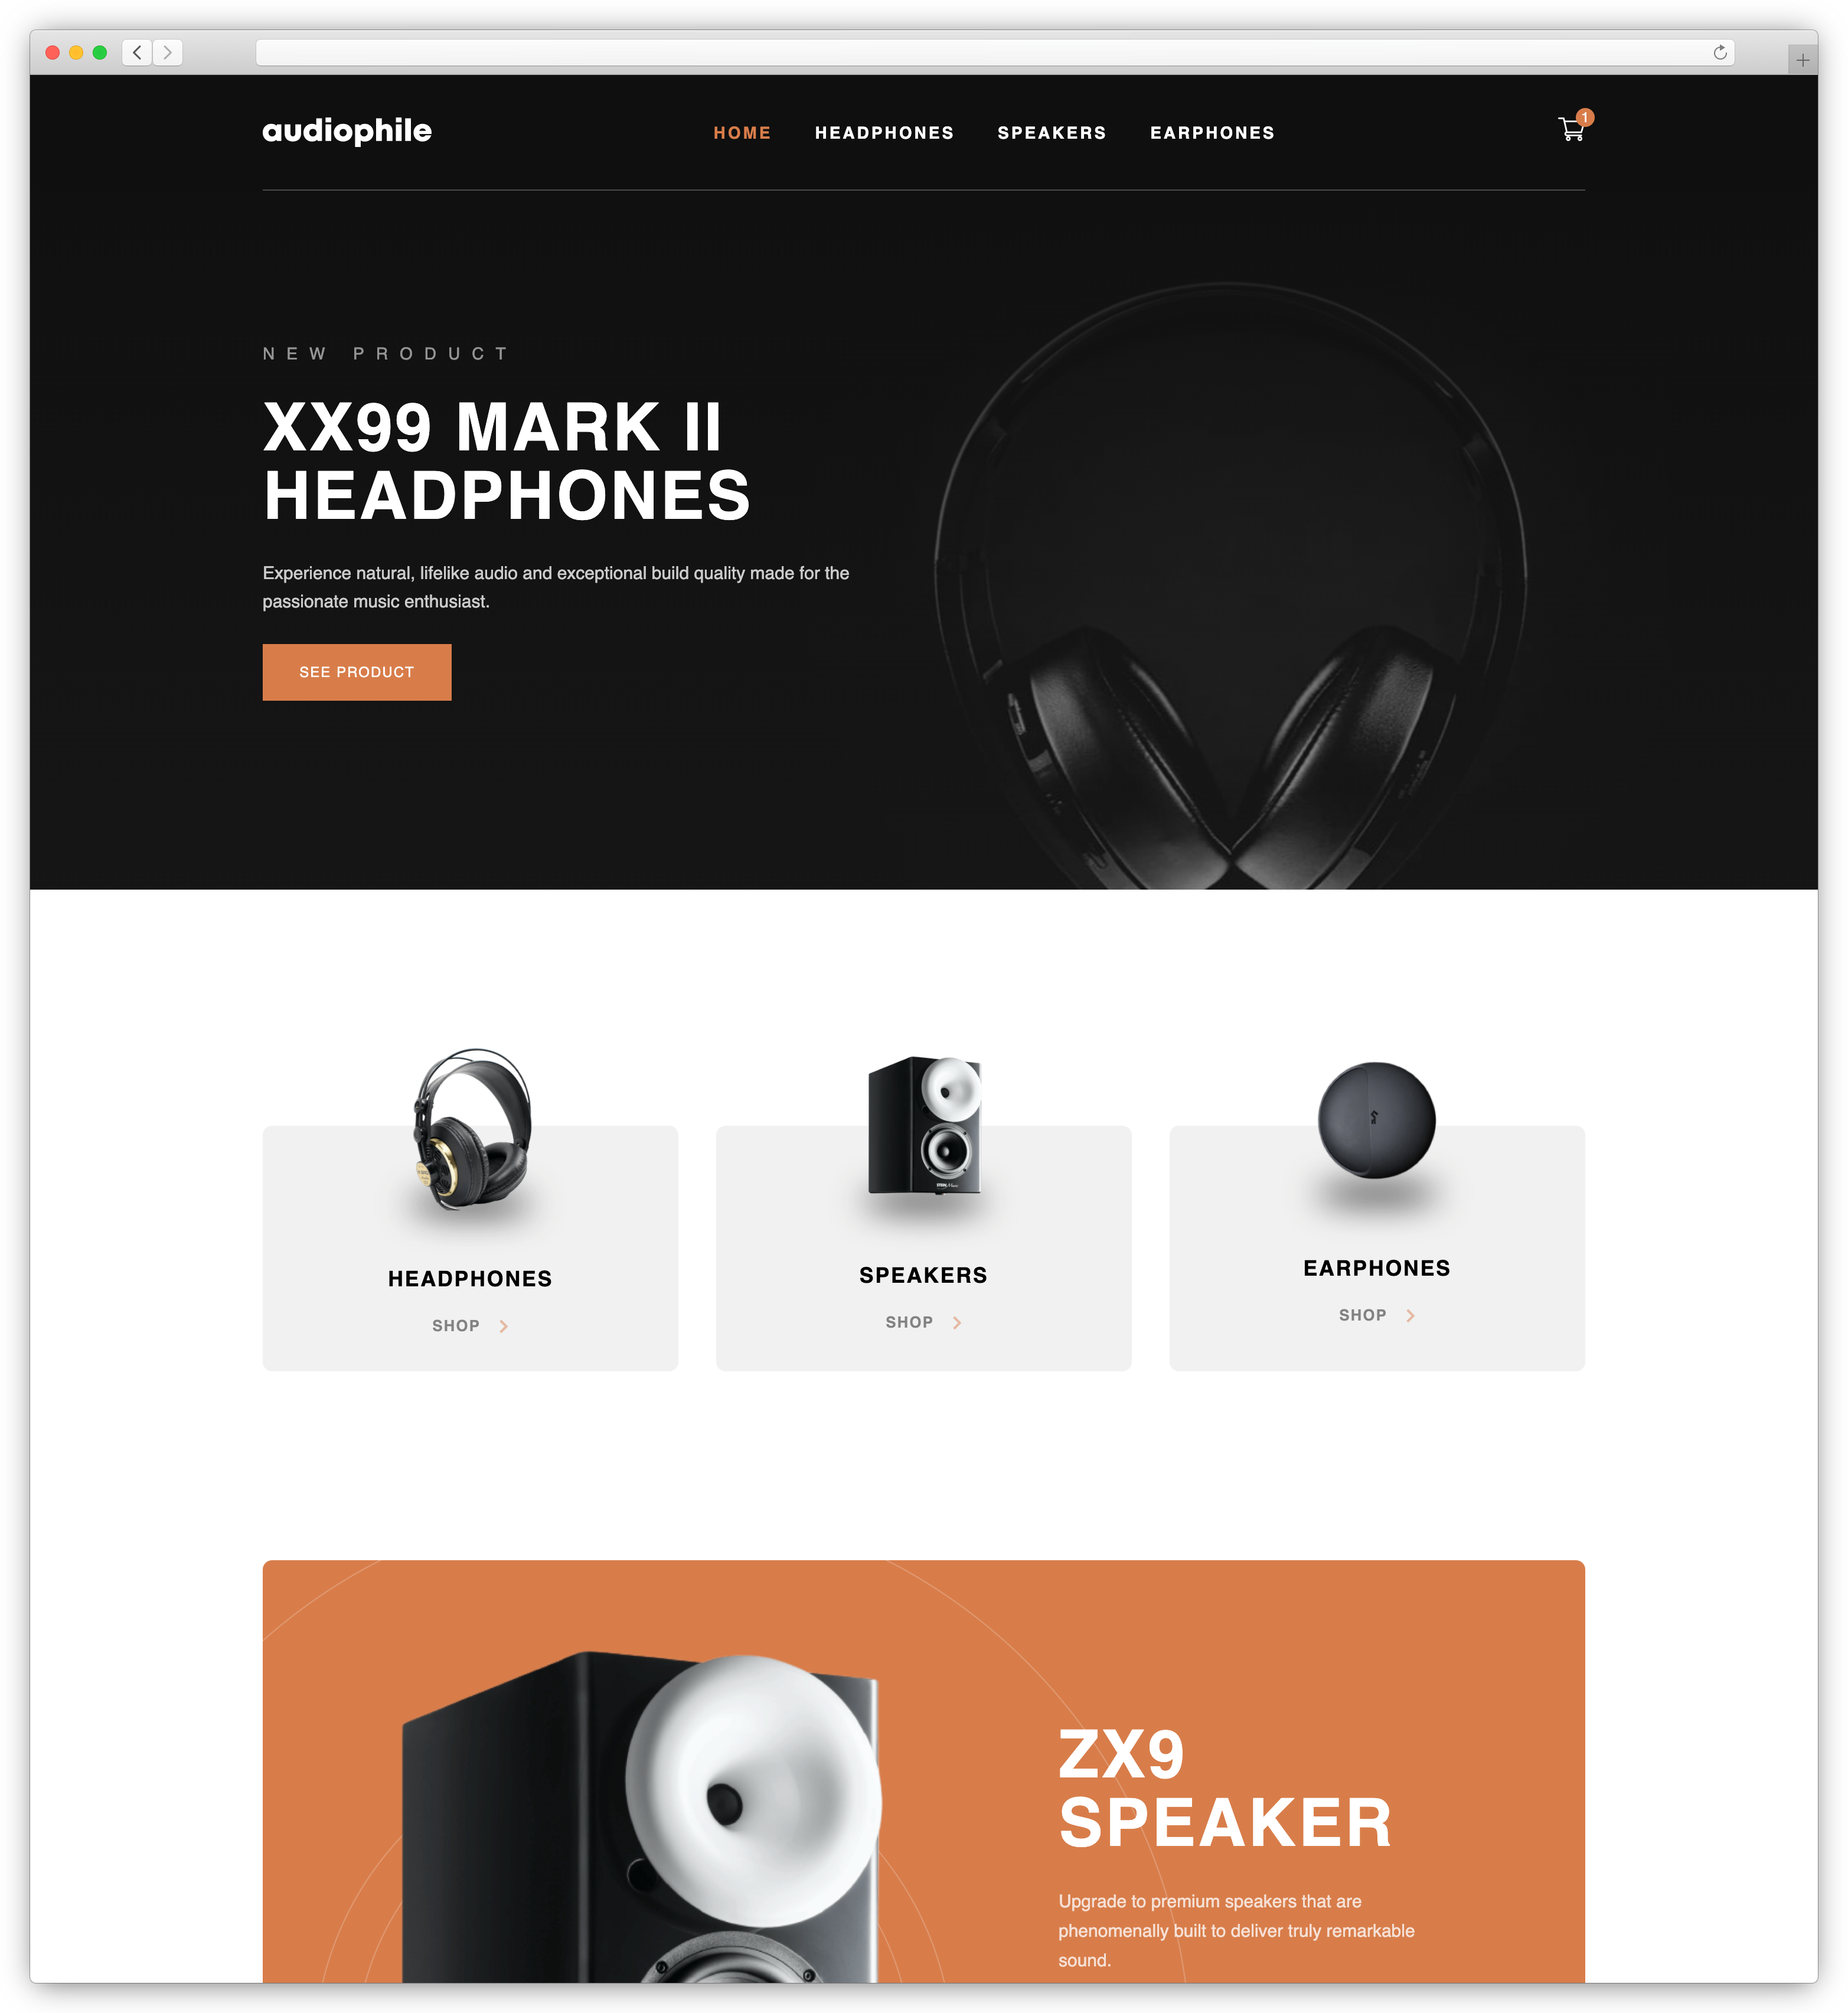 audiophile
HOME HEADPHONES SPEAKERS EARPHONES
1
NEW PRODUCT
XX99 MARK II
HEADPHONES
Experience natural, lifelike audio and exceptional build quality made for the
passionate music enthusiast.
SEE PRODUCT
HEADPHONES
SHOP
SPEAKERS
SHOP
EARPHONES
SHOP
ZX9
SPEAKER
Upgrade to premium speakers that are
phenomenally built to deliver truly remarkable
sound.